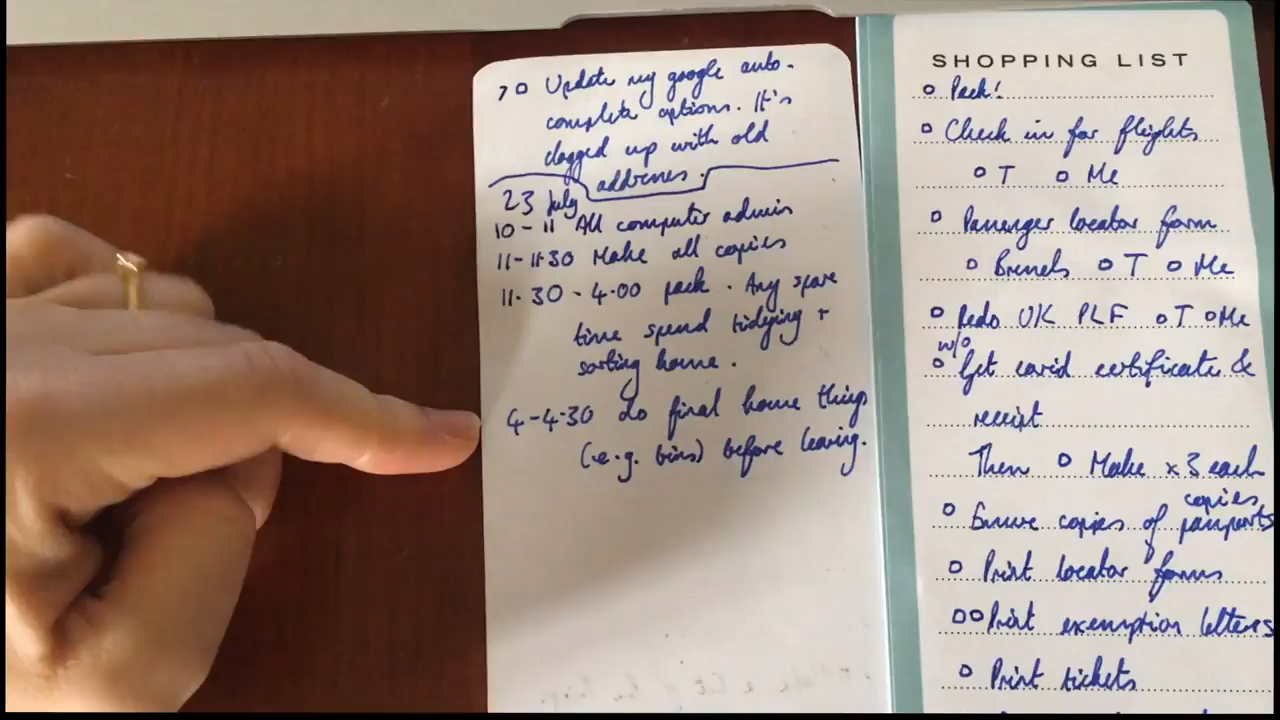 > o Update my google auto-
complete options. It's
clogged up with old
addresses.
23 July
10 - 11 All computer admin
11 - 11.30 Make all copies
11.30 - 4.00 pack. Any spare
time spend tidying +
sorting home.
4 - 4.30 do final home things
(e.g. bins) before leaving.
SHOPPING LIST
o Pack!
o Check in for flights
o T o Me
o Passenger locator form
o Brussels o T o Me
o Redo UK PLF o T o Me
w/o
o Get covid certificate &
receipt
Then o Make x 3 each
copies
o Ensure copies of passports
o Print locator forms
o o Print exemption letters
o Print tickets